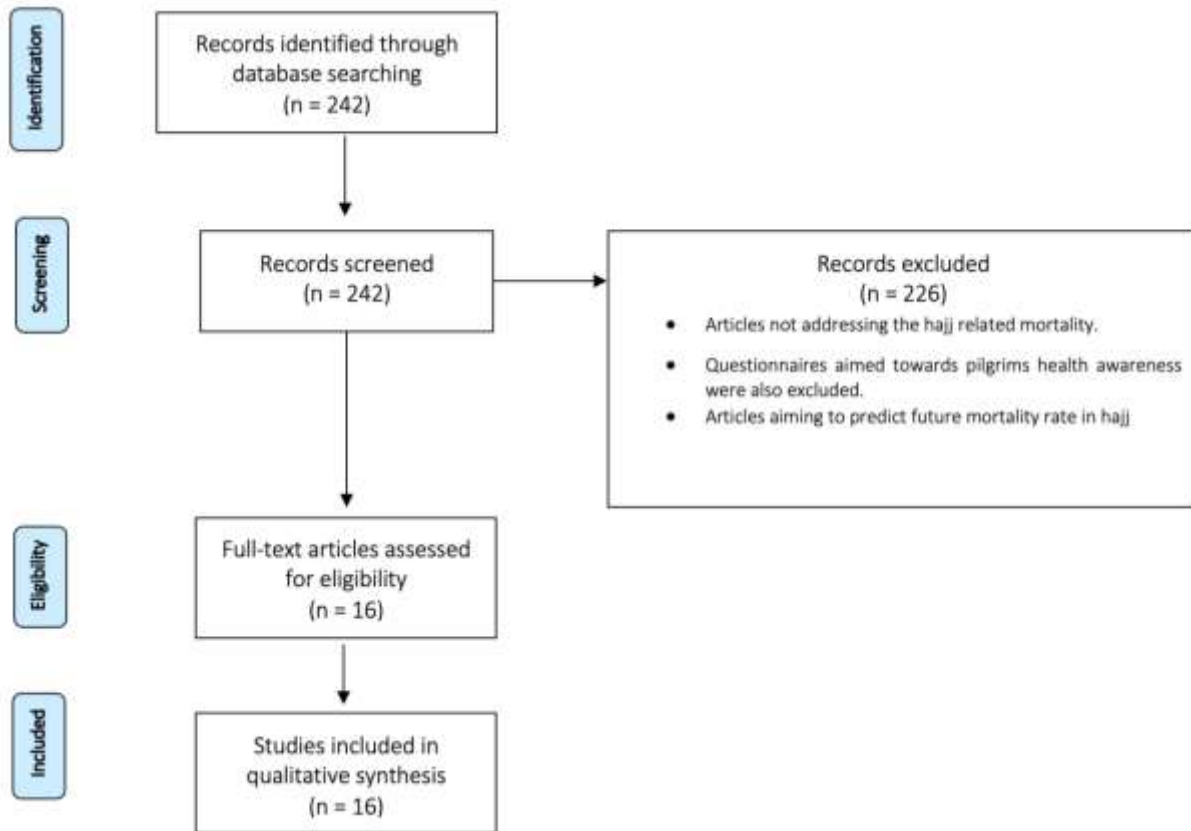 Identification
Records identified through
database searching
(n = 242)
Screening
Records screened
(n = 242)
Records excluded
(n = 226)
● Articles not addressing the hajj related mortality.
● Questionnaires aimed towards pilgrims health awareness
were also excluded.
● Articles aiming to predict future mortality rate in hajj
Eligibility
Full-text articles assessed
for eligibility
(n = 16)
Included
Studies included in
qualitative synthesis
(n = 16)